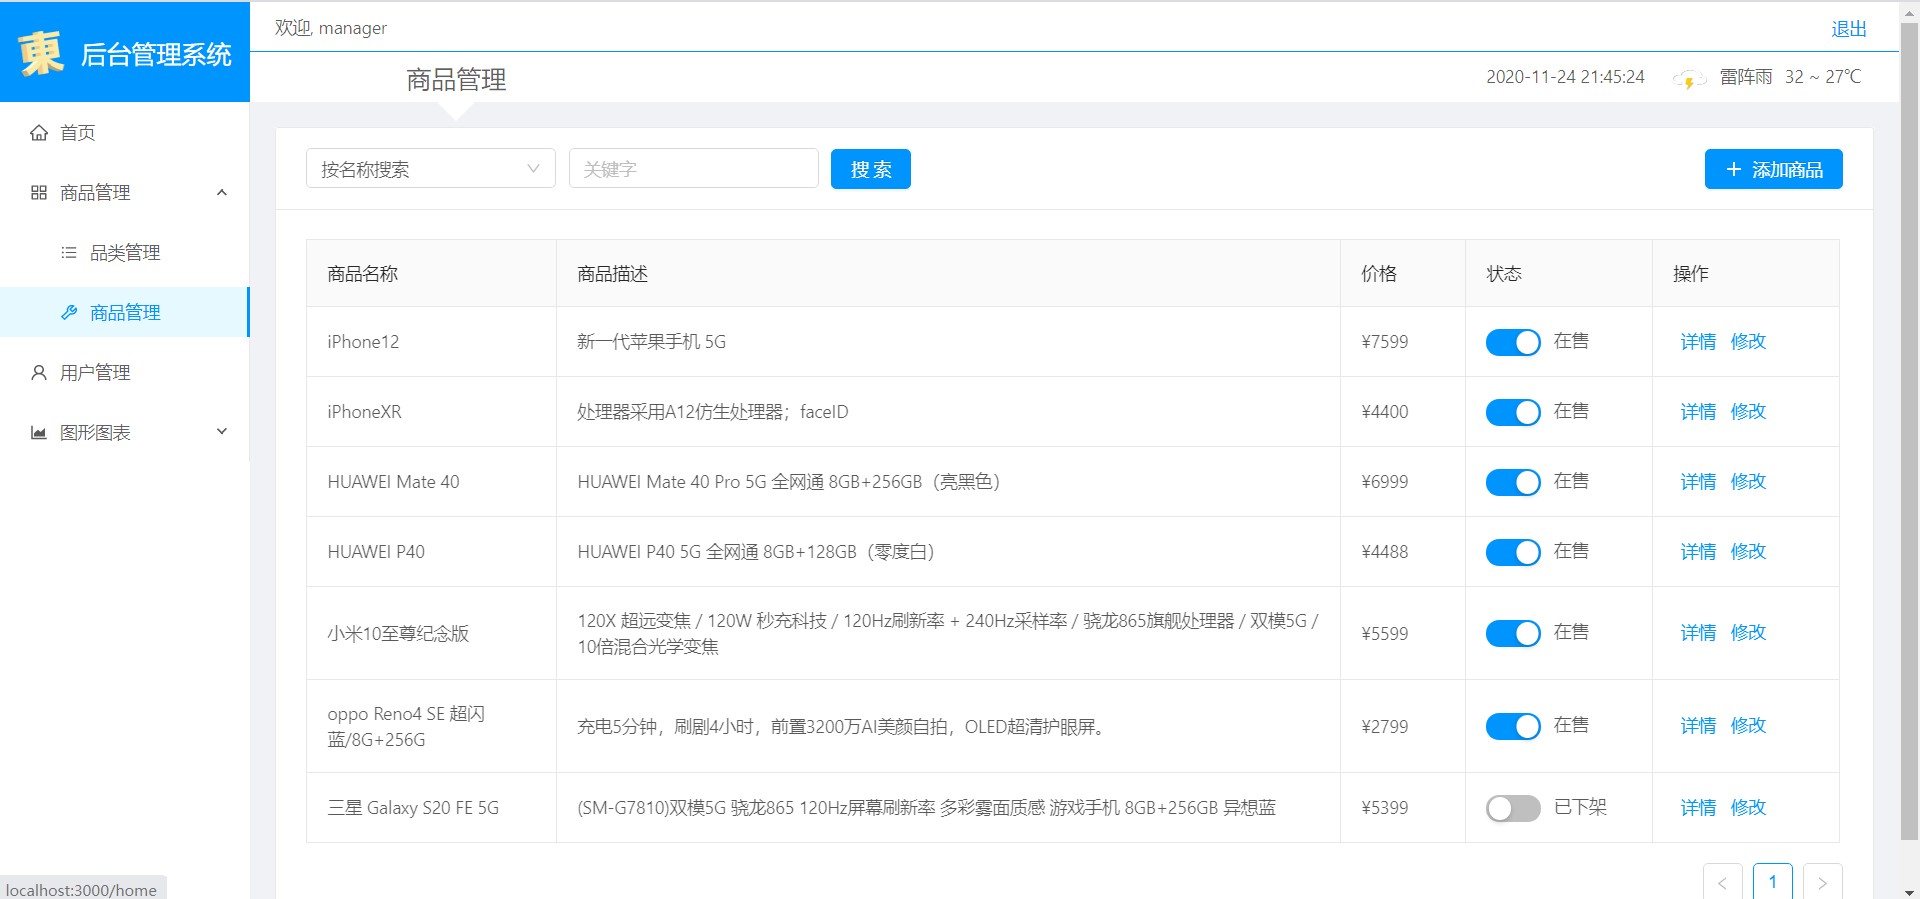 欢迎, manager
退出
東 后台管理系统
商品管理
2020-11-24 21:45:24 雷阵雨 32 ~ 27℃
首页
商品管理
品类管理
商品管理
用户管理
图形图表
按名称搜索 关键字 搜 索 添加商品
商品名称 商品描述 价格 状态 操作
iPhone12 新一代苹果手机 5G ¥7599 在售 详情 修改
iPhoneXR 处理器采用A12仿生处理器；faceID ¥4400 在售 详情 修改
HUAWEI Mate 40 HUAWEI Mate 40 Pro 5G 全网通 8GB+256GB（亮黑色） ¥6999 在售 详情 修改
HUAWEI P40 HUAWEI P40 5G 全网通 8GB+128GB（零度白） ¥4488 在售 详情 修改
小米10至尊纪念版
120X 超远变焦 / 120W 秒充科技 / 120Hz刷新率 + 240Hz采样率 / 骁龙865旗舰处理器 / 双模5G /
10倍混合光学变焦
¥5599 在售 详情 修改
oppo Reno4 SE 超闪
蓝/8G+256G
充电5分钟，刷剧4小时，前置3200万AI美颜自拍，OLED超清护眼屏。 ¥2799 在售 详情 修改
三星 Galaxy S20 FE 5G (SM-G7810)双模5G 骁龙865 120Hz屏幕刷新率 多彩雾面质感 游戏手机 8GB+256GB 异想蓝 ¥5399 已下架 详情 修改
< 1 >
localhost:3000/home